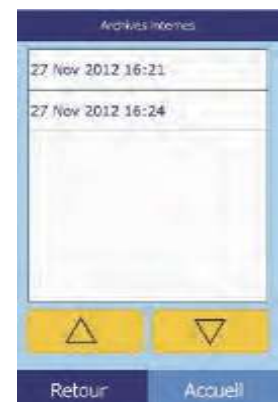 Archives internes
27 Nov 2012 16:21
27 Nov 2012 16:24
Retour Accueil